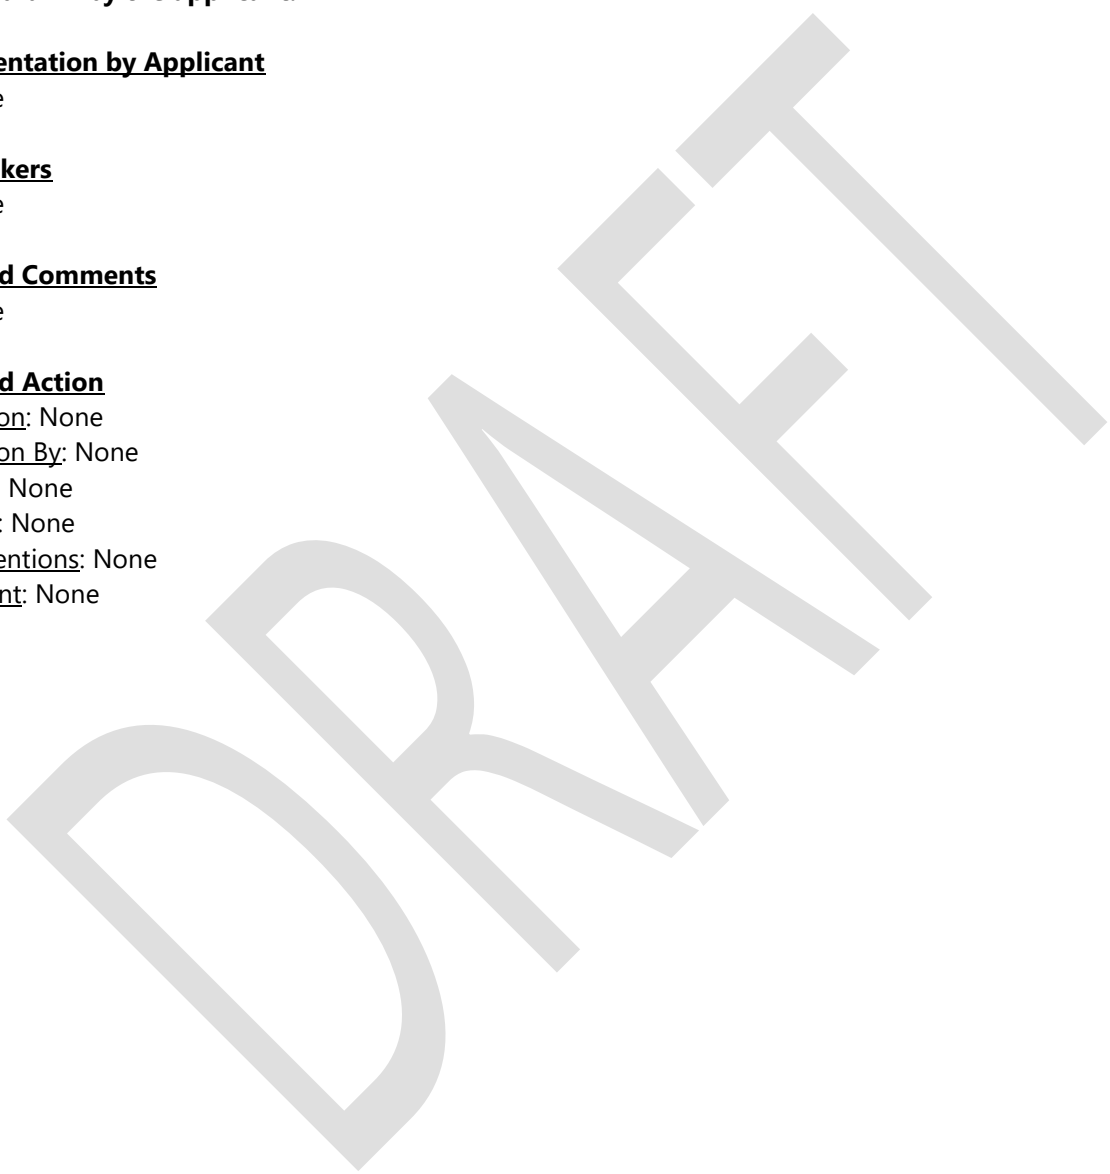 entation by Applicant
e
kers
e
d Comments
e
d Action
on: None
on By: None
: None
: None
entions: None
nt: None
DRAFT